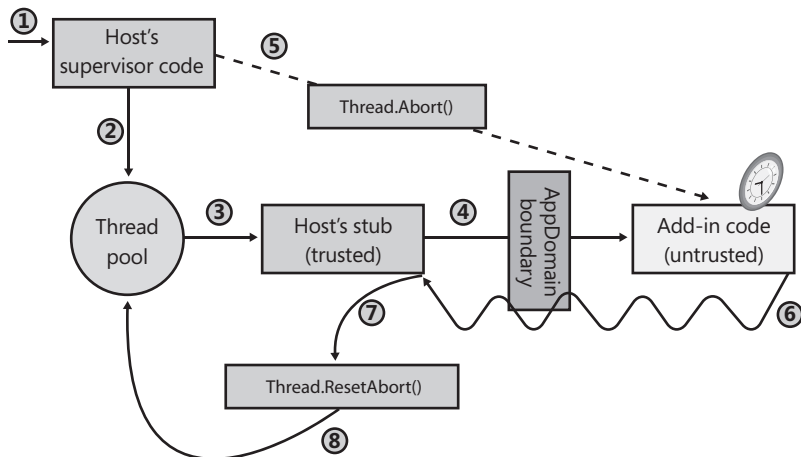 1
Host's
supervisor code
5
Thread.Abort()
2
Thread
pool
3
Host's stub
(trusted)
4
AppDomain
boundary
Add-in code
(untrusted)
6
7
Thread.ResetAbort()
8